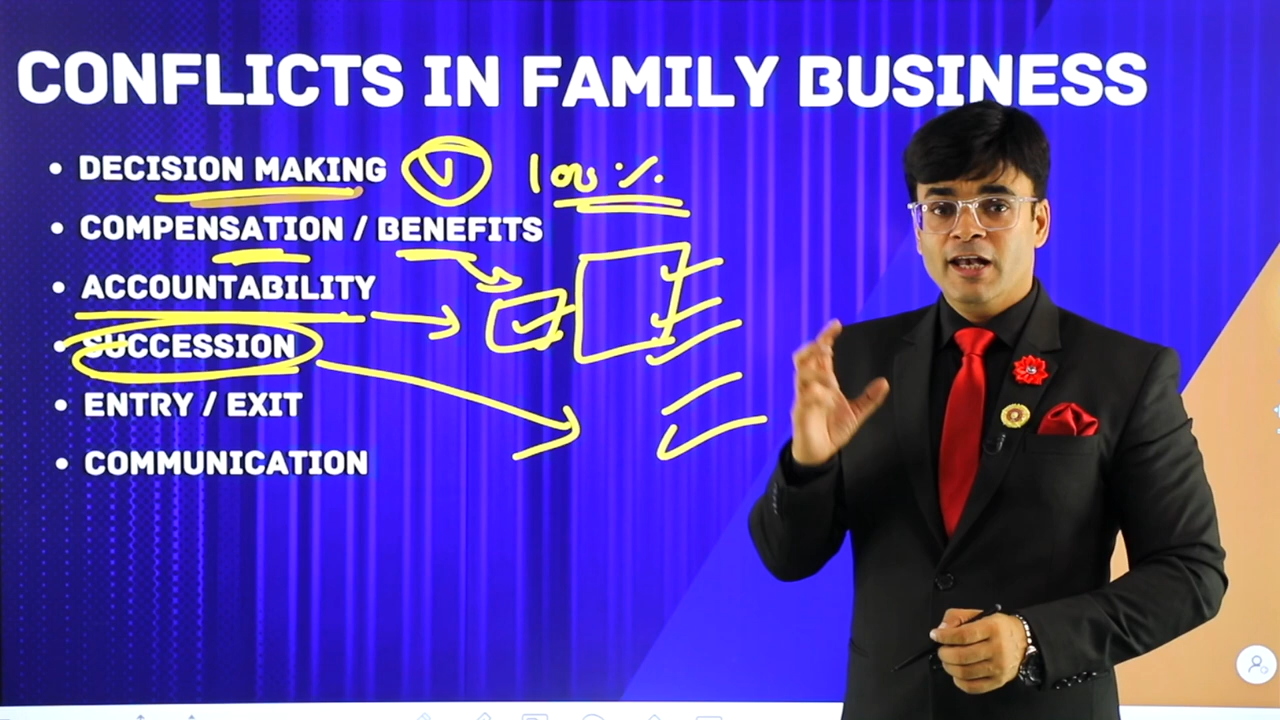 CONFLICTS IN FAMILY BUSINESS
• DECISION MAKING 100 %
• COMPENSATION / BENEFITS
• ACCOUNTABILITY
• SUCCESSION
• ENTRY / EXIT
• COMMUNICATION